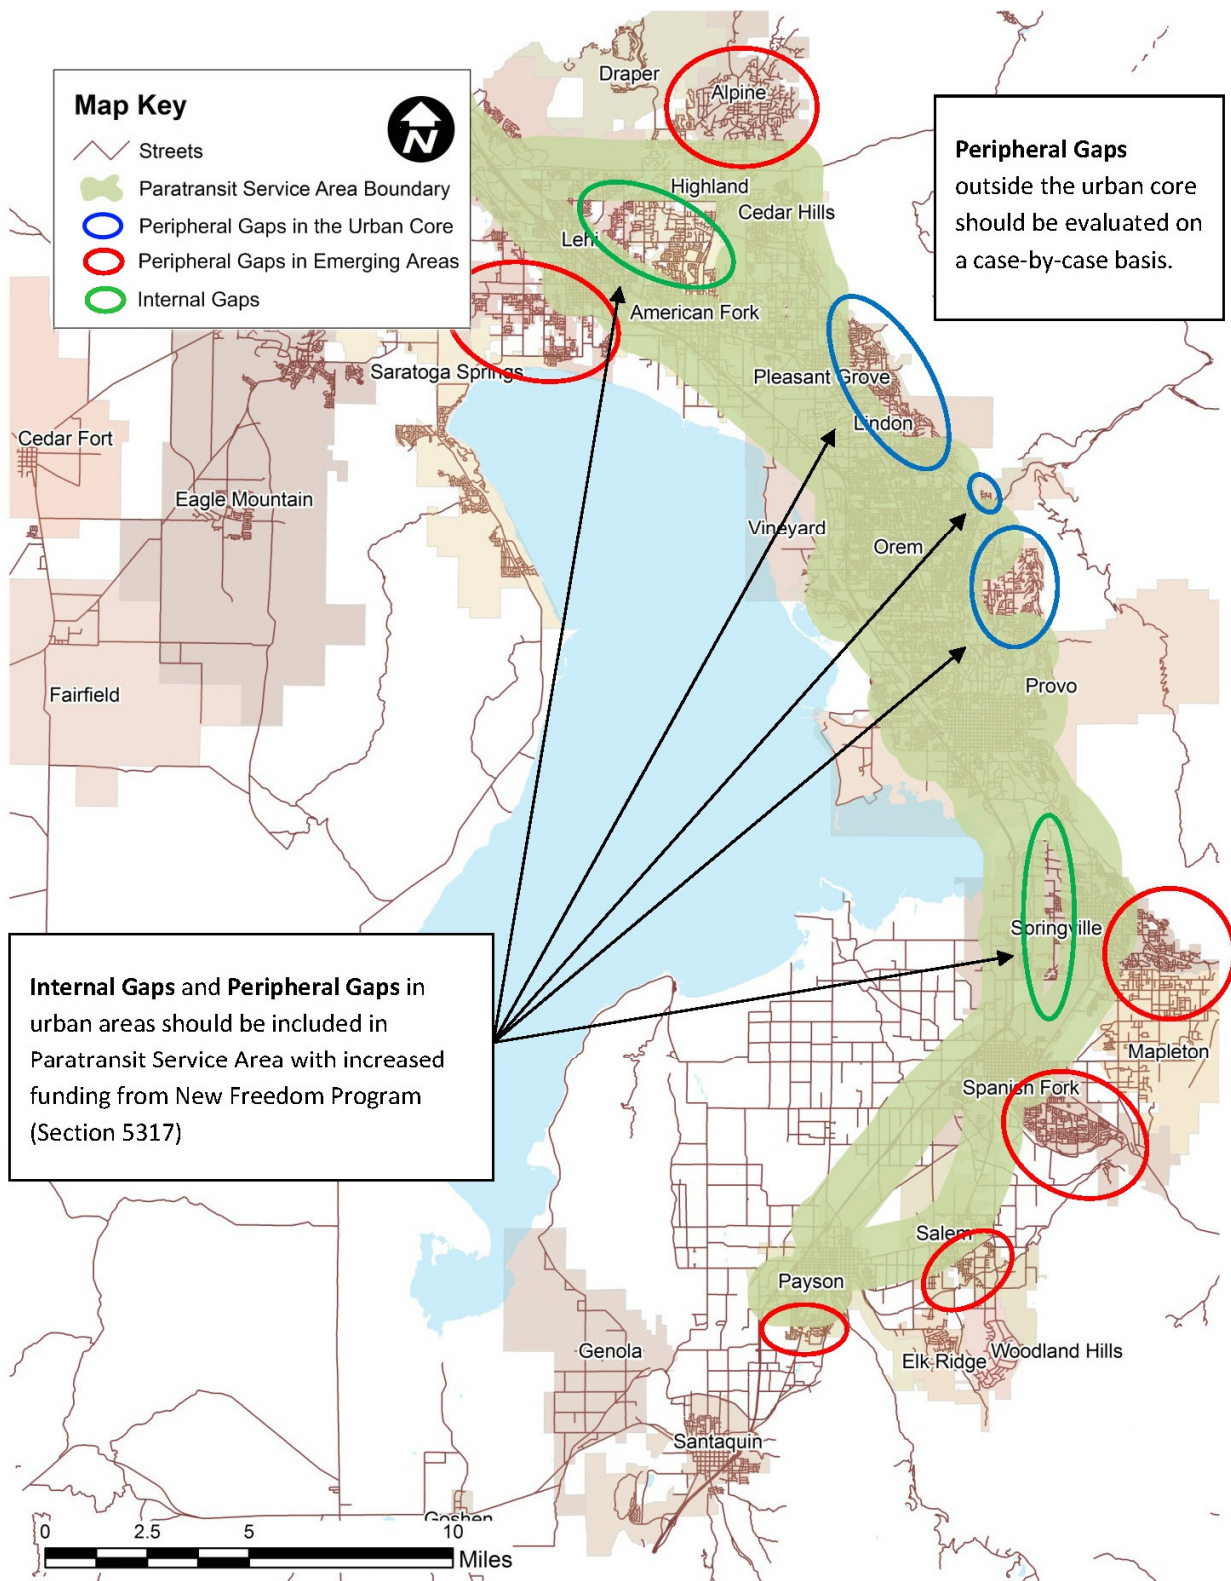 Draper
Alpine
Map Key
N
Streets
Paratransit Service Area Boundary
Peripheral Gaps in the Urban Core
Peripheral Gaps in Emerging Areas
Internal Gaps
Peripheral Gaps
outside the urban core
should be evaluated on
a case-by-case basis.
Highland
Cedar Hills
Lehi
American Fork
Saratoga Springs
Pleasant Grove
Lindon
Cedar Fort
Eagle Mountain
Vineyard
Orem
Fairfield
Provo
Springville
Internal Gaps and Peripheral Gaps in
urban areas should be included in
Paratransit Service Area with increased
funding from New Freedom Program
(Section 5317)
Mapleton
Spanish Fork
Salem
Payson
Genola
Elk Ridge
Woodland Hills
Santaquin
Goshen
0 2.5 5 10
Miles